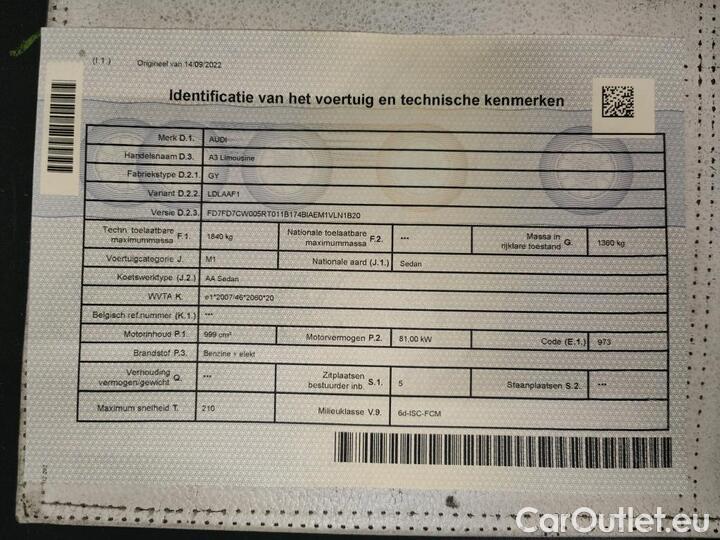 (I.1.) Origineel van 14/09/2022
Identificatie van het voertuig en technische kenmerken
Merk D.1. AUDI
Handelsnaam D.3. A3 Limousine
Fabriekstype D.2.1 GY
Variant D.2.2 LDLAAF1
Versie D.2.3. FD7FD7CW005RT011B174BIAEM1VLN1B20
Techn. toelaatbare maximummassa F.1. 1840 kg Nationale toelaatbare maximummassa F.2. *** Massa in rijklare toestand G. 1360 kg
Voertuigcategorie J. M1 Nationale aard (J.1.) Sedan
Koetswerktype (J.2.) AA Sedan
WVTA K. e1*2007/46*2060*20
Belgisch ref.nummer (K.1.) ***
Motorinhoud P.1. 999 cm³ Motorvermogen P.2. 81,00 kW Code (E.1.) 973
Brandstof P.3. Benzine + elekt
Verhouding vermogen/gewicht Q. *** Zitplaatsen bestuurder inb. S.1. 5 Staanplaatsen S.2. ***
Maximum snelheid T. 210 Milieuklasse V.9. 6d-ISC-FCM
CarOutlet.eu